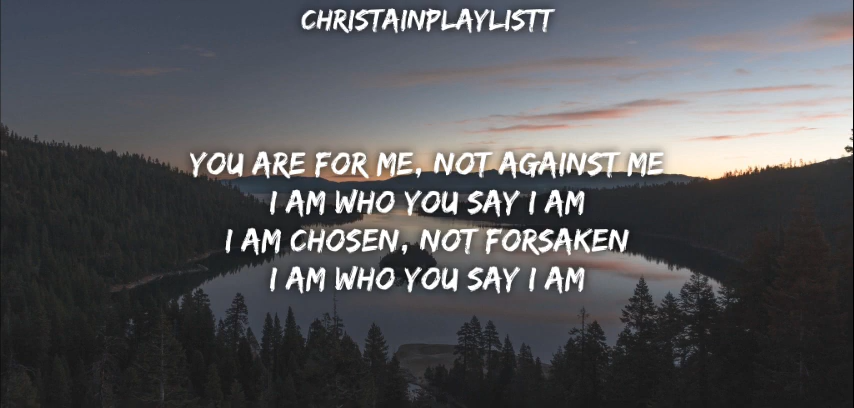 CHRISTAINPLAYLISTT
YOU ARE FOR ME, NOT AGAINST ME
I AM WHO YOU SAY I AM
I AM CHOSEN, NOT FORSAKEN
I AM WHO YOU SAY I AM